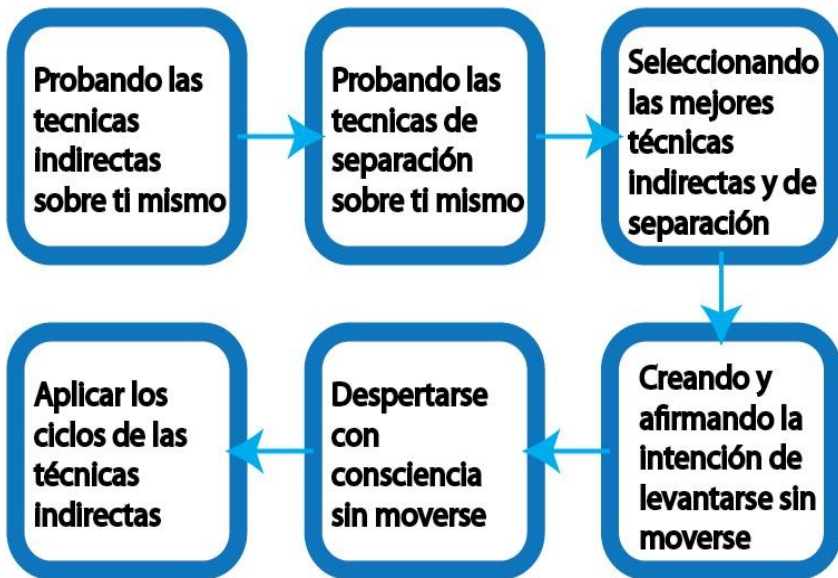 Probando las
tecnicas
indirectas
sobre ti mismo
Probando las
tecnicas de
separación
sobre ti mismo
Seleccionando
las mejores
técnicas
indirectas y de
separación
Creando y
afirmando la
intención de
levantarse sin
moverse
Despertarse
con
consciencia
sin moverse
Aplicar los
ciclos de las
técnicas
indirectas